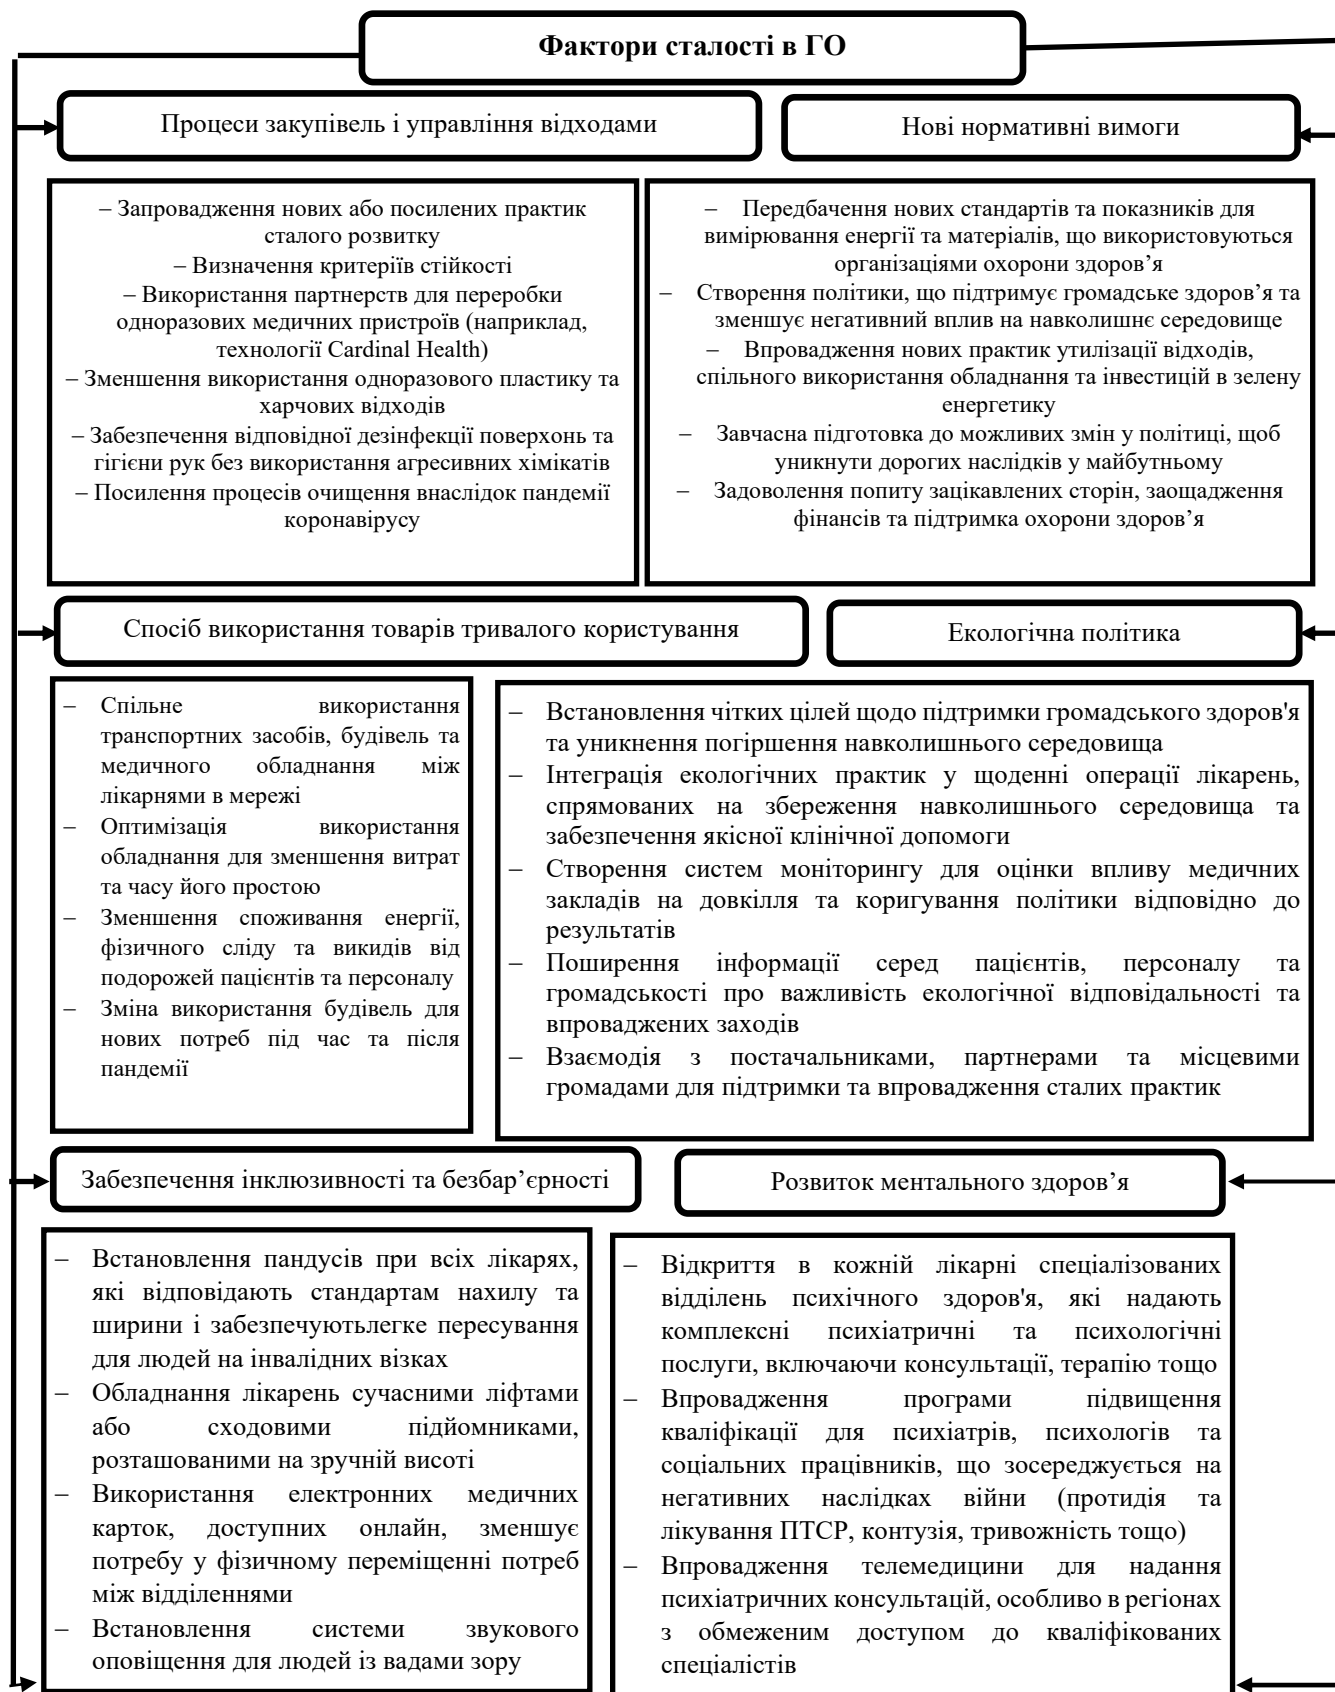 Фактори сталості в ГО
Процеси закупівель і управління відходами
Нові нормативні вимоги
– Запровадження нових або посилених практик
сталого розвитку
– Визначення критеріїв стійкості
– Використання партнерств для переробки
одноразових медичних пристроїв (наприклад,
технології Cardinal Health)
– Зменшення використання одноразового пластику та
харчових відходів
– Забезпечення відповідної дезінфекції поверхонь та
гігієни рук без використання агресивних хімікатів
– Посилення процесів очищення внаслідок пандемії
коронавірусу
– Передбачення нових стандартів та показників для
вимірювання енергії та матеріалів, що використовуються
організаціями охорони здоров’я
– Створення політики, що підтримує громадське здоров’я та
зменшує негативний вплив на навколишнє середовище
– Впровадження нових практик утилізації відходів,
спільного використання обладнання та інвестицій в зелену
енергетику
– Завчасна підготовка до можливих змін у політиці, щоб
уникнути дорогих наслідків у майбутньому
– Задоволення попиту зацікавлених сторін, заощадження
фінансів та підтримка охорони здоров’я
Спосіб використання товарів тривалого користування
Екологічна політика
– Спільне використання
транспортних засобів, будівель та
медичного обладнання між
лікарнями в мережі
– Оптимізація використання
обладнання для зменшення витрат
та часу його простою
– Зменшення споживання енергії,
фізичного сліду та викидів від
подорожей пацієнтів та персоналу
– Зміна використання будівель для
нових потреб під час та після
пандемії
– Встановлення чітких цілей щодо підтримки громадського здоров'я
та уникнення погіршення навколишнього середовища
– Інтеграція екологічних практик у щоденні операції лікарень,
спрямованих на збереження навколишнього середовища та
забезпечення якісної клінічної допомоги
– Створення систем моніторингу для оцінки впливу медичних
закладів на довкілля та коригування політики відповідно до
результатів
– Поширення інформації серед пацієнтів, персоналу та
громадськості про важливість екологічної відповідальності та
впроваджених заходів
– Взаємодія з постачальниками, партнерами та місцевими
громадами для підтримки та впровадження сталих практик
Забезпечення інклюзивності та безбар’єрності
Розвиток ментального здоров’я
– Встановлення пандусів при всіх лікарях,
які відповідають стандартам нахилу та
ширини і забезпечуютьлегке пересування
для людей на інвалідних візках
– Обладнання лікарень сучасними ліфтами
або сходовими підйомниками,
розташованими на зручній висоті
– Використання електронних медичних
карток, доступних онлайн, зменшує
потребу у фізичному переміщенні потреб
між відділеннями
– Встановлення системи звукового
оповіщення для людей із вадами зору
– Відкриття в кожній лікарні спеціалізованих
відділень психічного здоров'я, які надають
комплексні психіатричні та психологічні
послуги, включаючи консультації, терапію тощо
– Впровадження програми підвищення
кваліфікації для психіатрів, психологів та
соціальних працівників, що зосереджується на
негативних наслідках війни (протидія та
лікування ПТСР, контузія, тривожність тощо)
– Впровадження телемедицини для надання
психіатричних консультацій, особливо в регіонах
з обмеженим доступом до кваліфікованих
спеціалістів